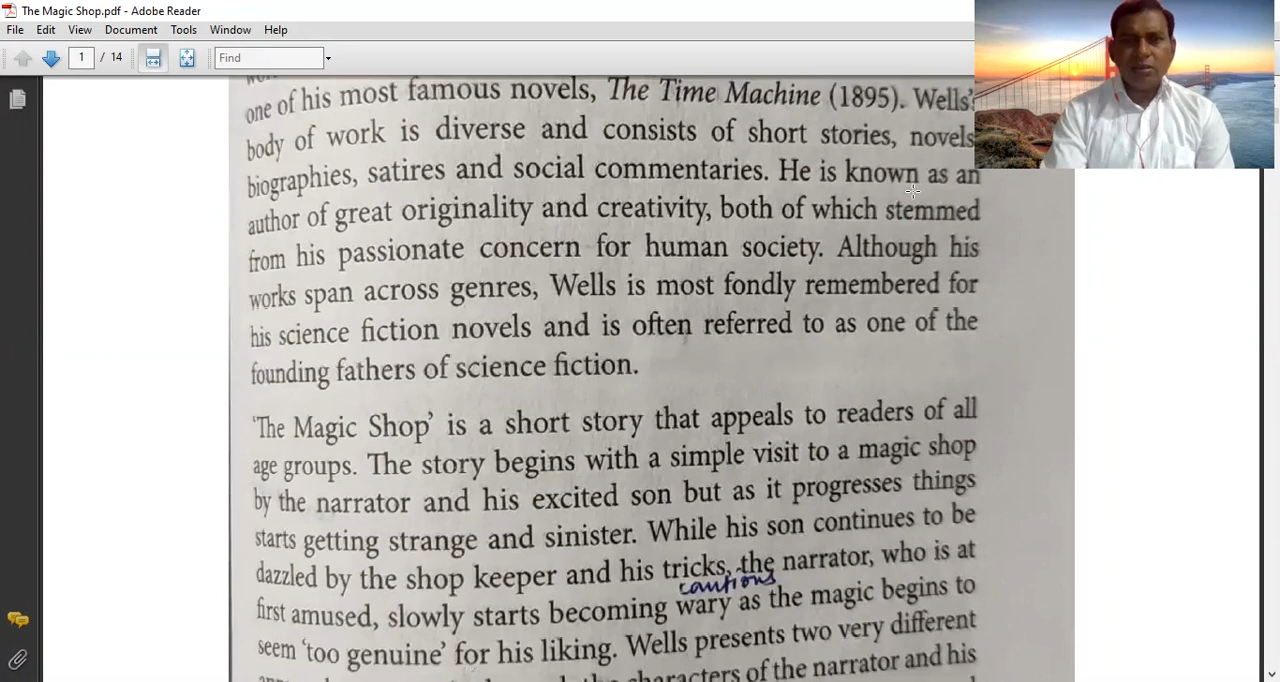 The Magic Shop.pdf - Adobe Reader
File Edit View Document Tools Window Help
1 / 14 Find
one of his most famous novels, The Time Machine (1895). Wells'
body of work is diverse and consists of short stories, novels
biographies, satires and social commentaries. He is known as an
author of great originality and creativity, both of which stemmed
from his passionate concern for human society. Although his
works span across genres, Wells is most fondly remembered for
his science fiction novels and is often referred to as one of the
founding fathers of science fiction.
'The Magic Shop' is a short story that appeals to readers of all
age groups. The story begins with a simple visit to a magic shop
by the narrator and his excited son but as it progresses things
starts getting strange and sinister. While his son continues to be
dazzled by the shop keeper and his tricks, the narrator, who is at
cautious
first amused, slowly starts becoming wary as the magic begins to
seem 'too genuine' for his liking. Wells presents two very different
characters of the narrator and his